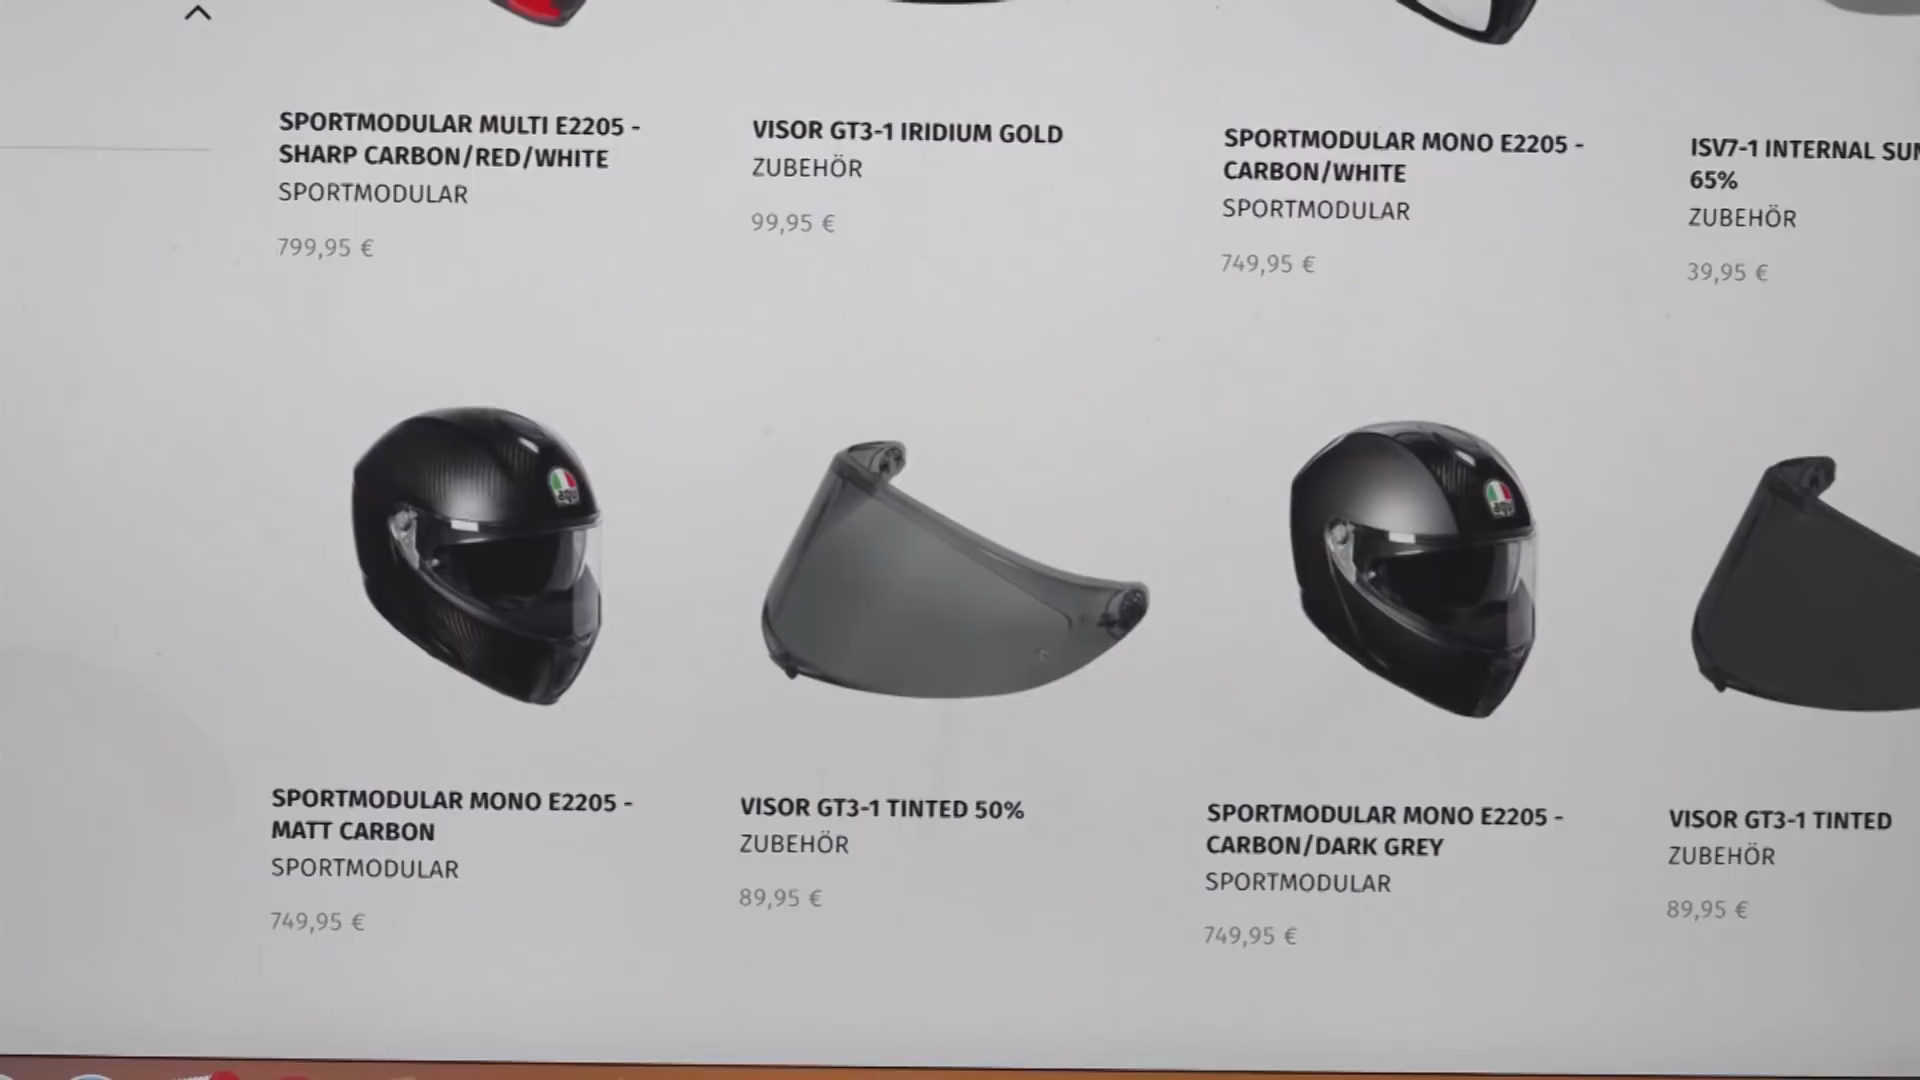 SPORTMODULAR MULTI E2205 -
SHARP CARBON/RED/WHITE
SPORTMODULAR
799,95 €
VISOR GT3-1 IRIDIUM GOLD
ZUBEHÖR
99,95 €
SPORTMODULAR MONO E2205 -
CARBON/WHITE
SPORTMODULAR
749,95 €
ISV7-1 INTERNAL SUN
65%
ZUBEHÖR
39,95 €
agv
agv
SPORTMODULAR MONO E2205 -
MATT CARBON
SPORTMODULAR
749,95 €
VISOR GT3-1 TINTED 50%
ZUBEHÖR
89,95 €
SPORTMODULAR MONO E2205 -
CARBON/DARK GREY
SPORTMODULAR
749,95 €
VISOR GT3-1 TINTED
ZUBEHÖR
89,95 €